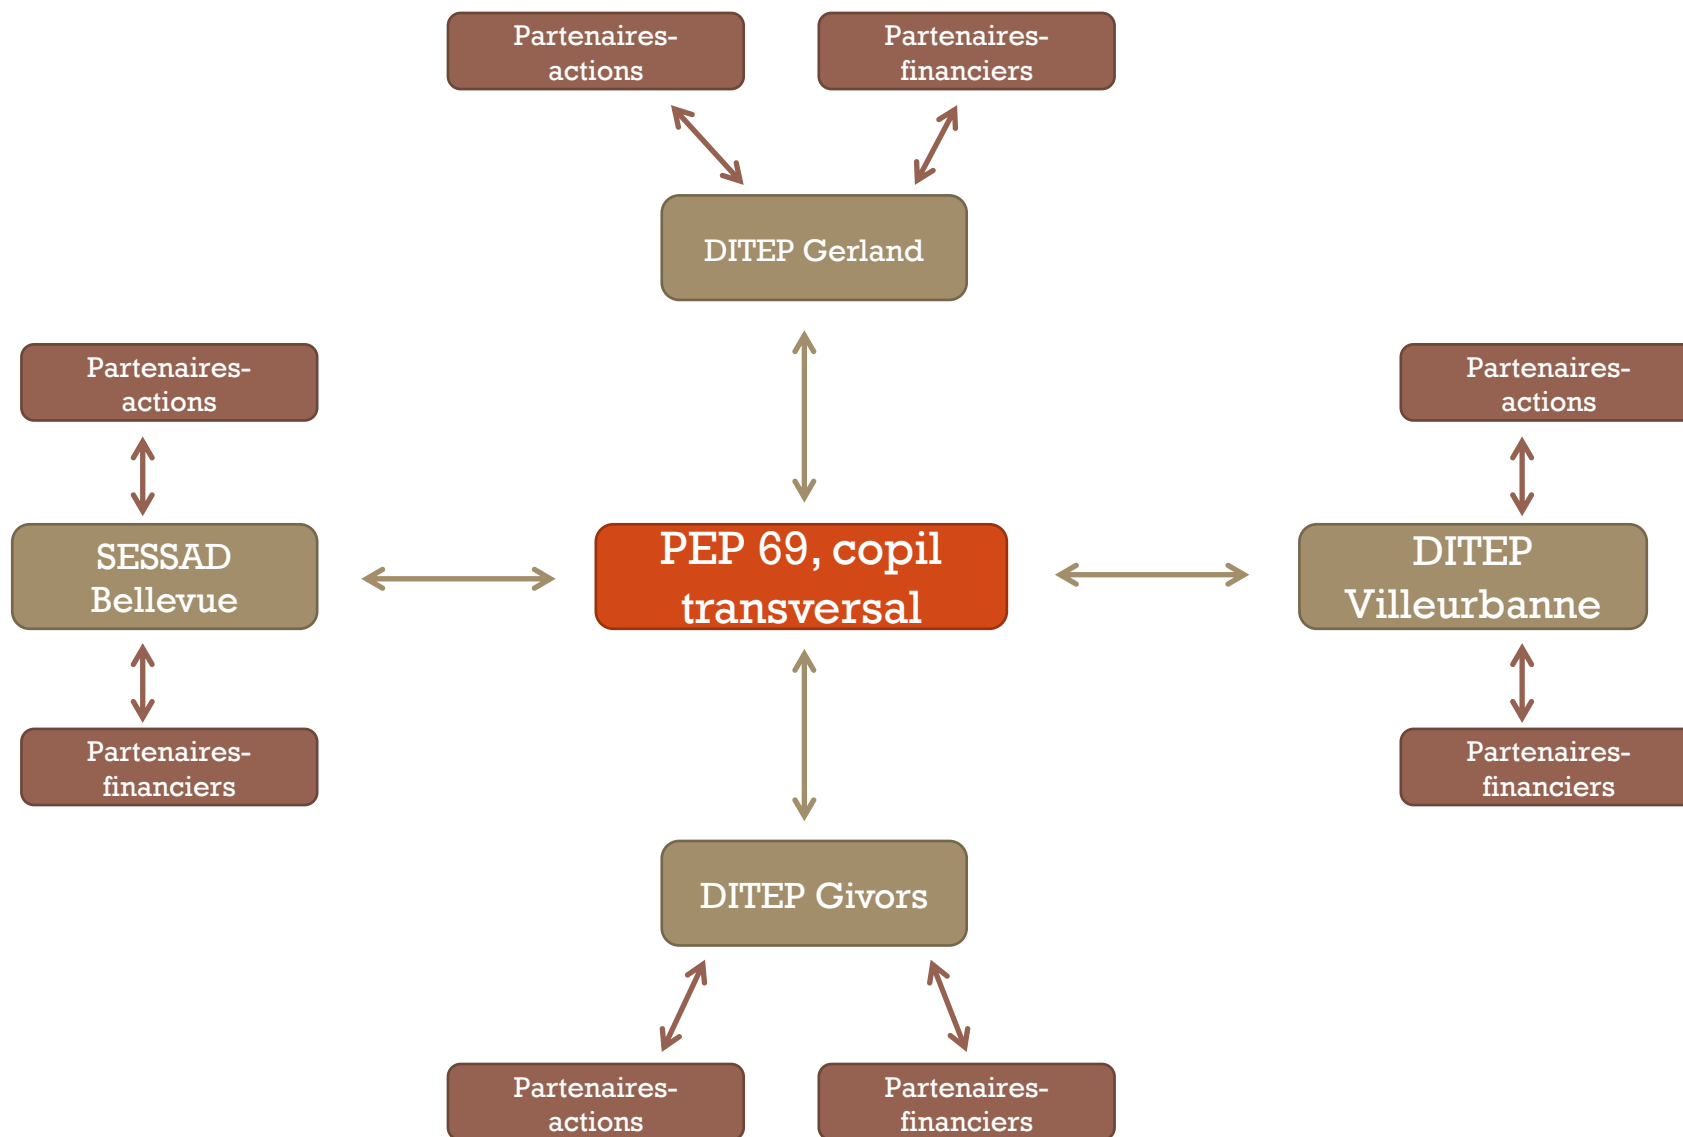 Partenaires-
actions
Partenaires-
financiers
DITEP Gerland
Partenaires-
actions
Partenaires-
actions
SESSAD
Bellevue
PEP 69, copil
transversal
DITEP
Villeurbanne
Partenaires-
financiers
Partenaires-
financiers
DITEP Givors
Partenaires-
actions
Partenaires-
financiers